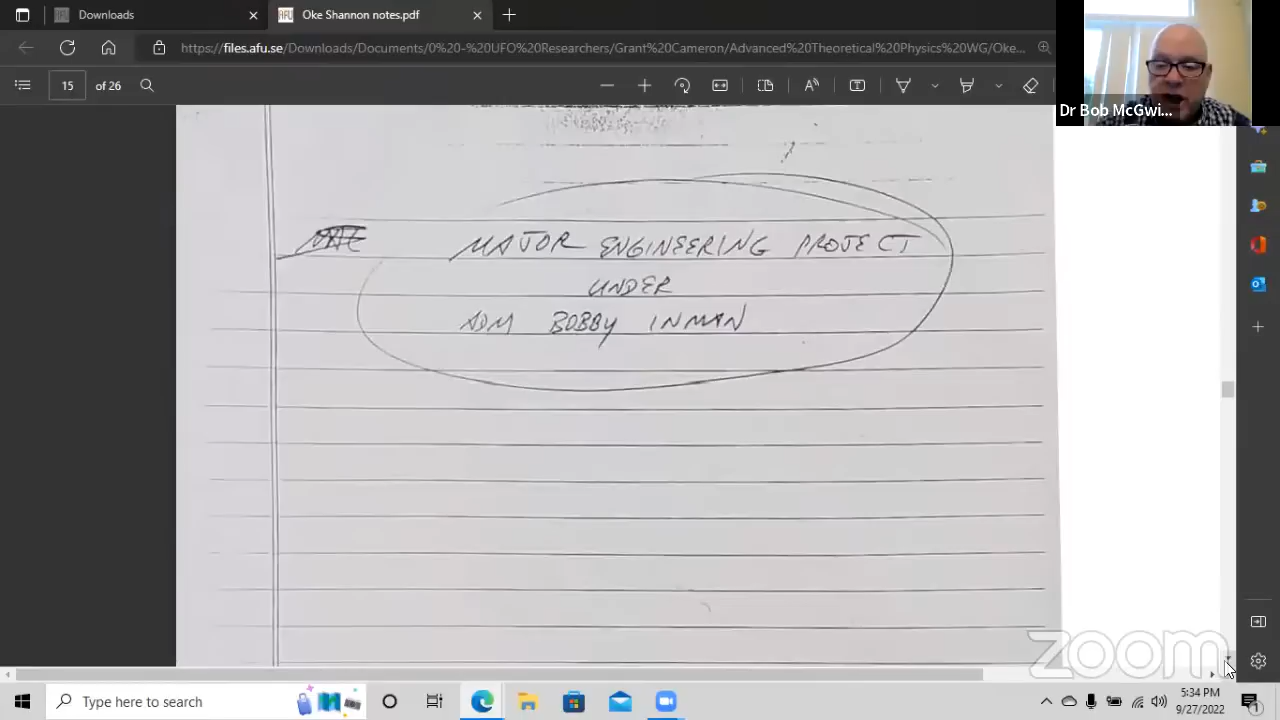 Downloads
Oke Shannon notes.pdf
https://files.afu.se/Downloads/Documents/0%20-%20UFO%20Researchers/Grant%20Cameron/Advanced%20Theoretical%20Physics%20WG/Oke...
15 of 26
Dr Bob McGwi...
MAJOR ENGINEERING PROJECT
UNDER
ADM BOBBY INMAN
zoom
Type here to search
5:34 PM
9/27/2022